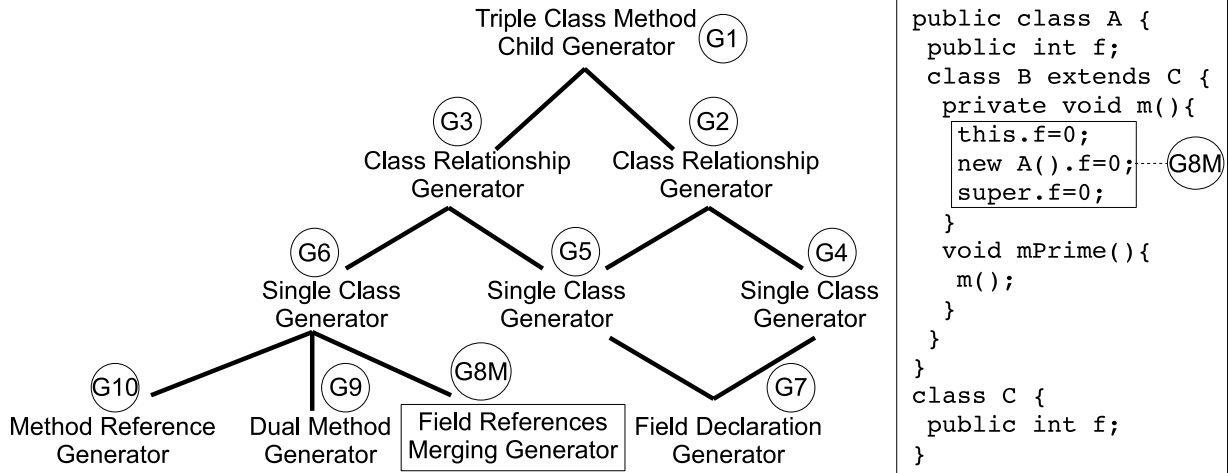 Triple Class Method
Child Generator
G1
G3
G2
Class Relationship
Generator
Class Relationship
Generator
G6
G5
G4
Single Class
Generator
Single Class
Generator
Single Class
Generator
G10
G9
G8M
G7
Method Reference
Generator
Dual Method
Generator
Field References
Merging Generator
Field Declaration
Generator
public class A {
public int f;
class B extends C {
private void m(){
this.f=0;
new A().f=0;
super.f=0;
G8M
}
void mPrime(){
m();
}
}
}
class C {
public int f;
}